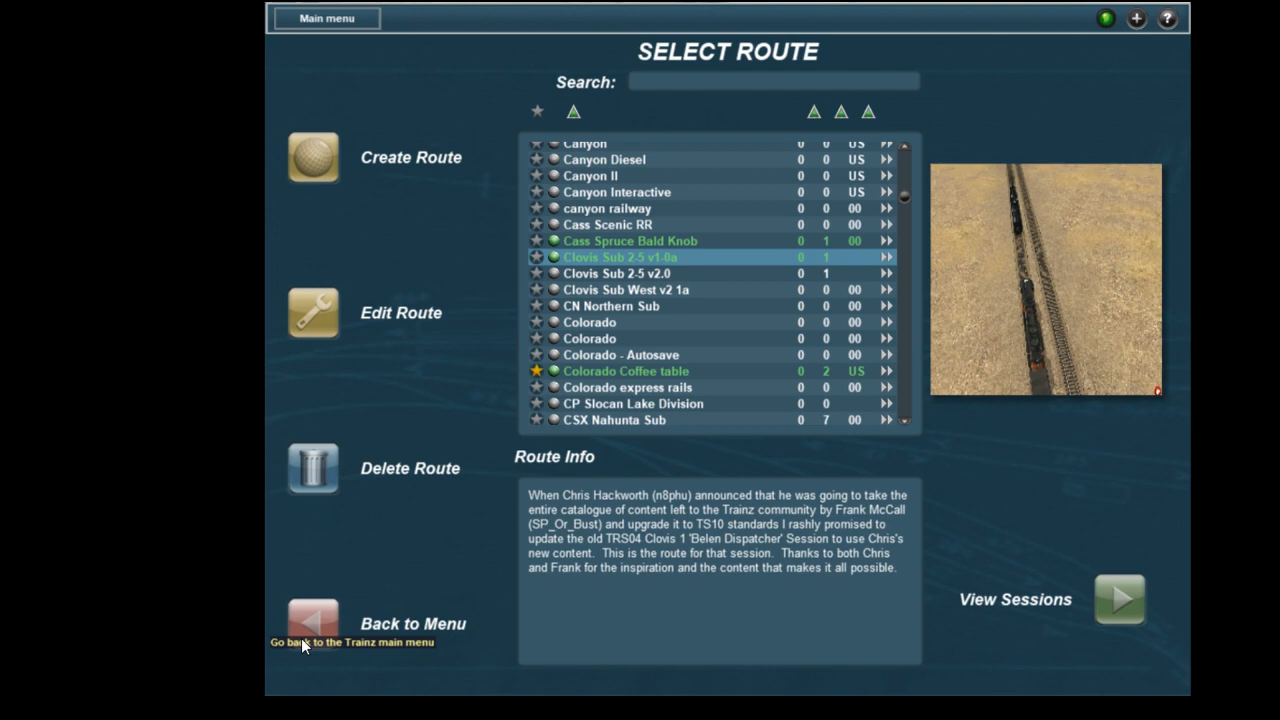 Main menu
SELECT ROUTE
Search:
Create Route
Edit Route
Delete Route
Back to Menu
Go back to the Trainz main menu
Canyon 0 0 US
Canyon Diesel 0 0 US
Canyon II 0 0 US
Canyon Interactive 0 0 US
canyon railway 0 0 00
Cass Scenic RR 0 0 00
Cass Spruce Bald Knob 0 1 00
Clovis Sub 2-5 v1-0a 0 1
Clovis Sub 2-5 v2.0 0 1
Clovis Sub West v2 1a 0 0 00
CN Northern Sub 0 0 00
Colorado 0 0 00
Colorado 0 0 00
Colorado - Autosave 0 0 00
Colorado Coffee table 0 2 US
Colorado express rails 0 0 00
CP Slocan Lake Division 0 0
CSX Nahunta Sub 0 7 00
Route Info
When Chris Hackworth (n8phu) announced that he was going to take the
entire catalogue of content left to the Trainz community by Frank McCall
(SP_Or_Bust) and upgrade it to TS10 standards I rashly promised to
update the old TRS04 Clovis 1 'Belen Dispatcher' Session to use Chris's
new content. This is the route for that session. Thanks to both Chris
and Frank for the inspiration and the content that makes it all possible.
View Sessions